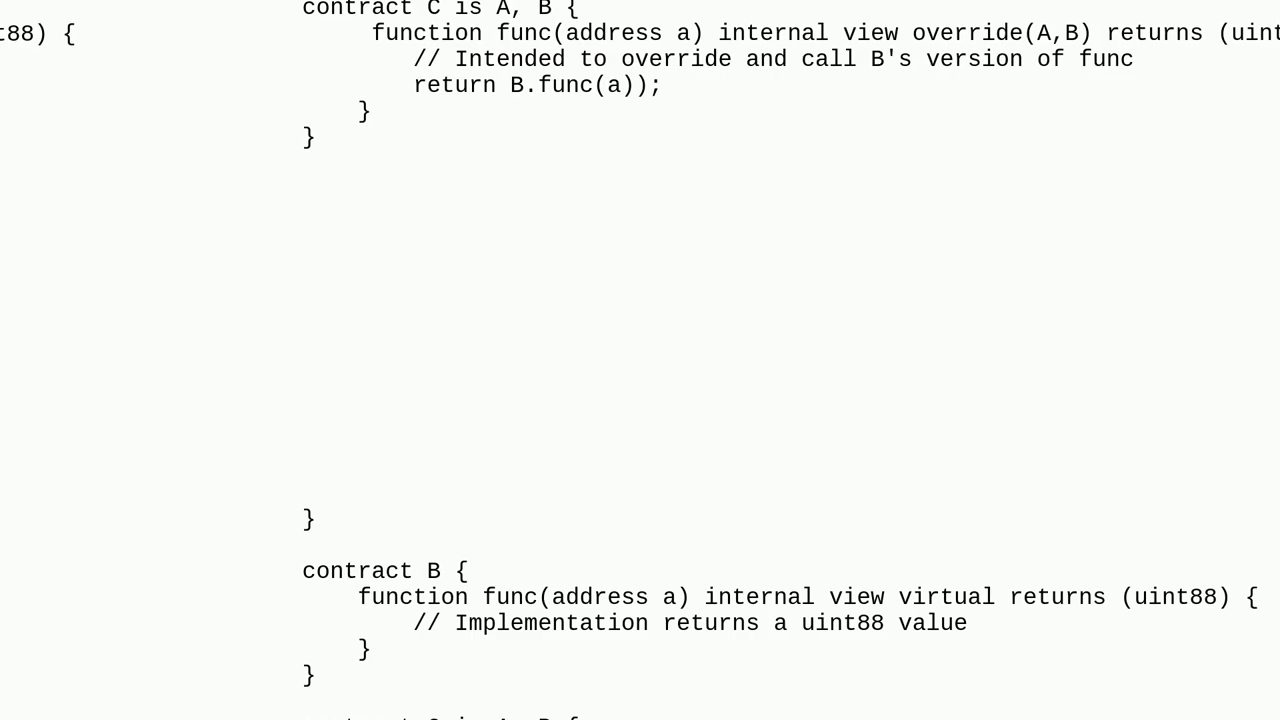 contract C is A, B {
t88) {
function func(address a) internal view override(A,B) returns (uint
// Intended to override and call B's version of func
return B.func(a));
}
}
}
contract B {
function func(address a) internal view virtual returns (uint88) {
// Implementation returns a uint88 value
}
}